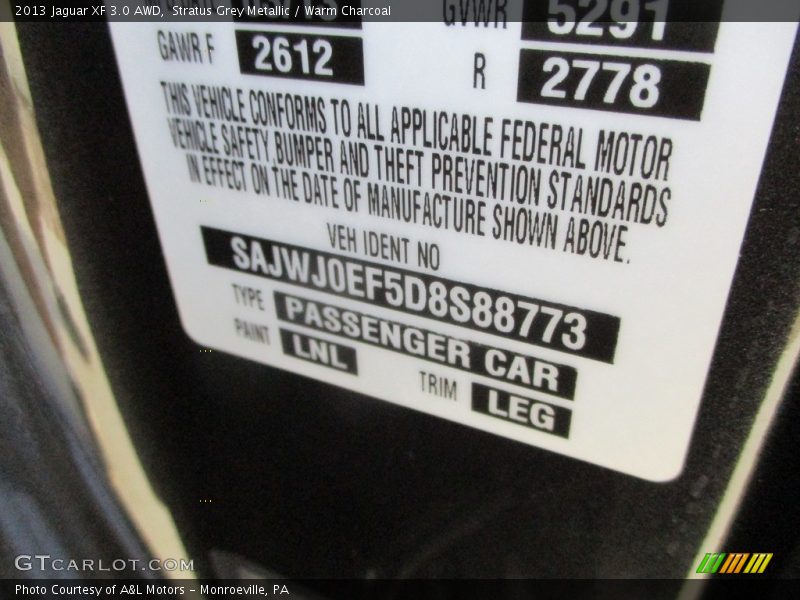 2013 Jaguar XF 3.0 AWD, Stratus Grey Metallic / Warm Charcoal
GVWR 5291
GAWR F 2612 R 2778
THIS VEHICLE CONFORMS TO ALL APPLICABLE FEDERAL MOTOR
VEHICLE SAFETY, BUMPER AND THEFT PREVENTION STANDARDS
IN EFFECT ON THE DATE OF MANUFACTURE SHOWN ABOVE.
VEH IDENT NO
SAJWJ0EF5D8S88773
TYPE PASSENGER CAR
PAINT LNL TRIM LEG
GTCARLOT.COM
Photo Courtesy of A&L Motors - Monroeville, PA